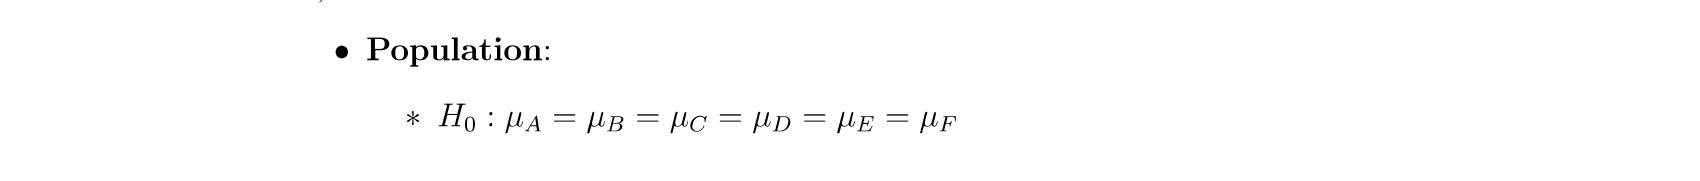 • Population:
∗ H₀ : μ_A = μ_B = μ_C = μ_D = μ_E = μ_F